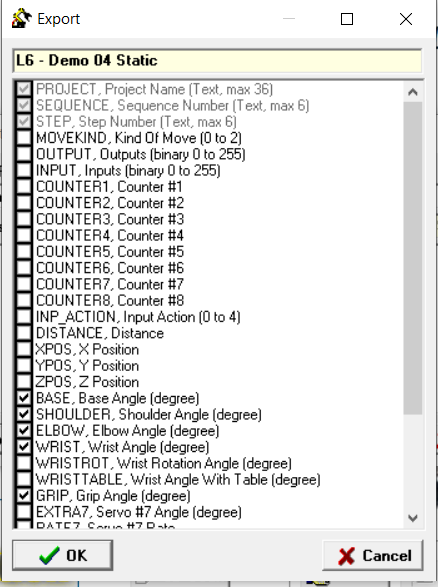 Export
L6 - Demo 04 Static
PROJECT, Project Name (Text, max 36)
SEQUENCE, Sequence Number (Text, max 6)
STEP, Step Number (Text, max 6)
MOVEKIND, Kind Of Move (0 to 2)
OUTPUT, Outputs (binary 0 to 255)
INPUT, Inputs (binary 0 to 255)
COUNTER1, Counter #1
COUNTER2, Counter #2
COUNTER3, Counter #3
COUNTER4, Counter #4
COUNTER5, Counter #5
COUNTER6, Counter #6
COUNTER7, Counter #7
COUNTER8, Counter #8
INP_ACTION, Input Action (0 to 4)
DISTANCE, Distance
XPOS, X Position
YPOS, Y Position
ZPOS, Z Position
BASE, Base Angle (degree)
SHOULDER, Shoulder Angle (degree)
ELBOW, Elbow Angle (degree)
WRIST, Wrist Angle (degree)
WRISTROT, Wrist Rotation Angle (degree)
WRISTTABLE, Wrist Angle With Table (degree)
GRIP, Grip Angle (degree)
EXTRA7, Servo #7 Angle (degree)
RATE7, Servo #7 Rate
OK
Cancel